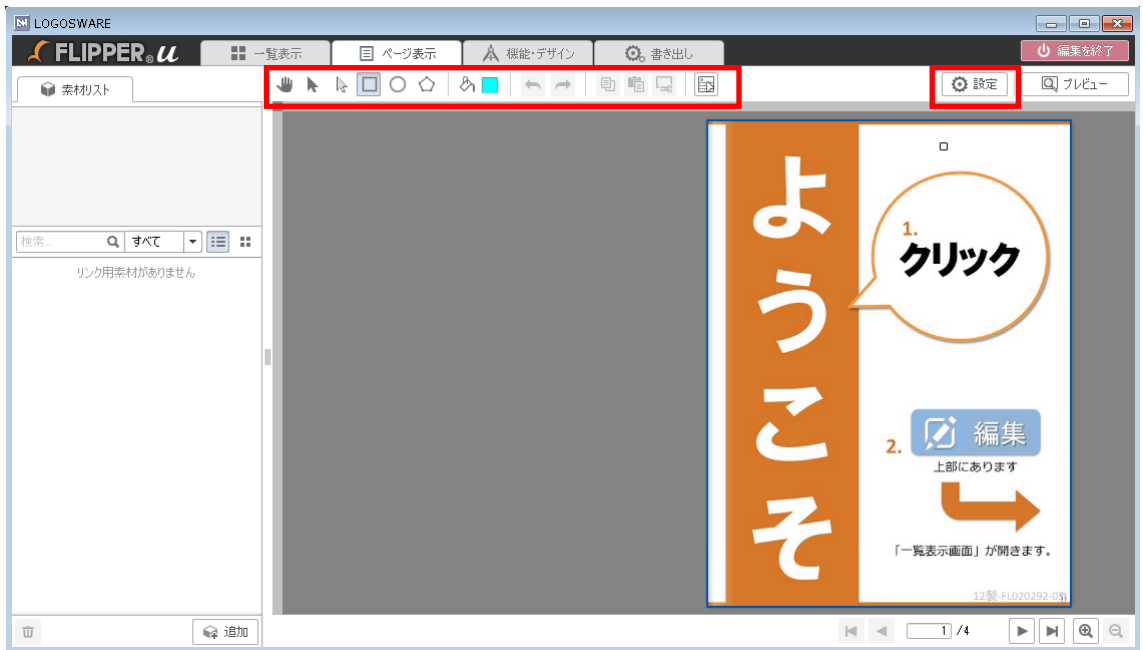 LOGOSWARE
FLIPPER® u 一覧表示 ページ表示 機能・デザイン 書き出し 編集を終了
素材リスト 設定 プレビュー
検索... すべて
リンク用素材がありません
ようこそ
1.
クリック
2. 編集
上部にあります
「一覧表示画面」が開きます。
追加 1 /4